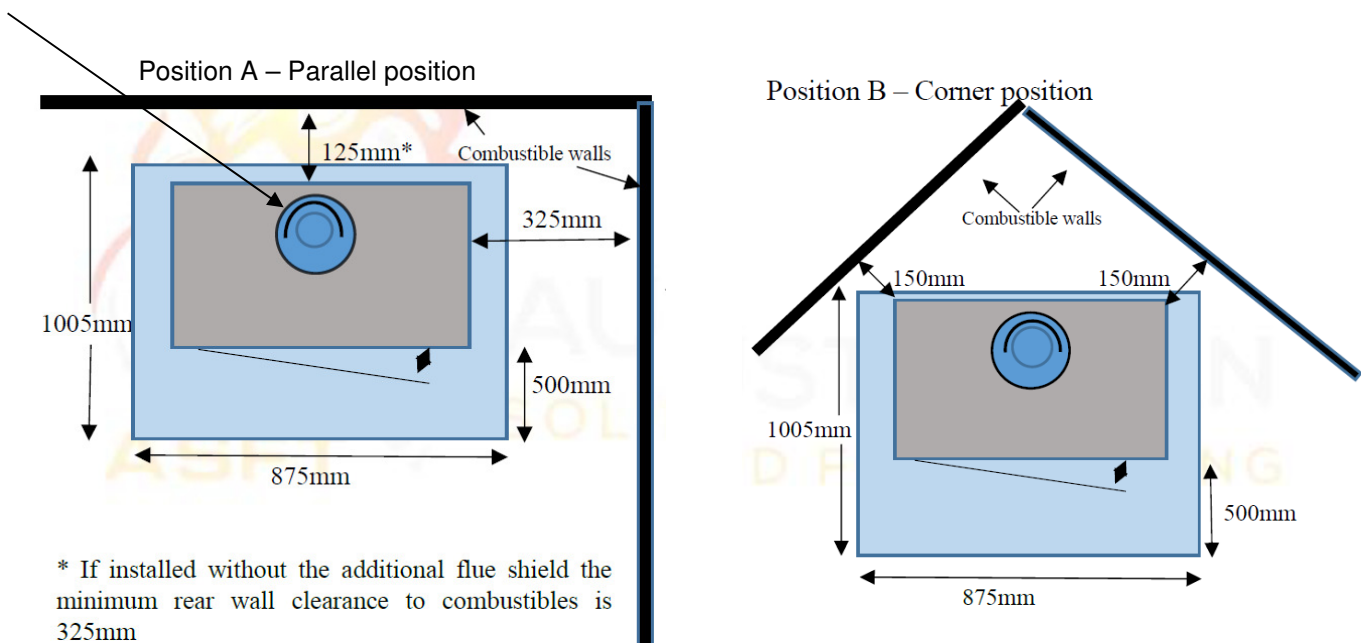 Position A – Parallel position
125mm*
Combustible walls
325mm
1005mm
500mm
875mm
* If installed without the additional flue shield the
minimum rear wall clearance to combustibles is
325mm
Position B – Corner position
Combustible walls
150mm
150mm
1005mm
500mm
875mm